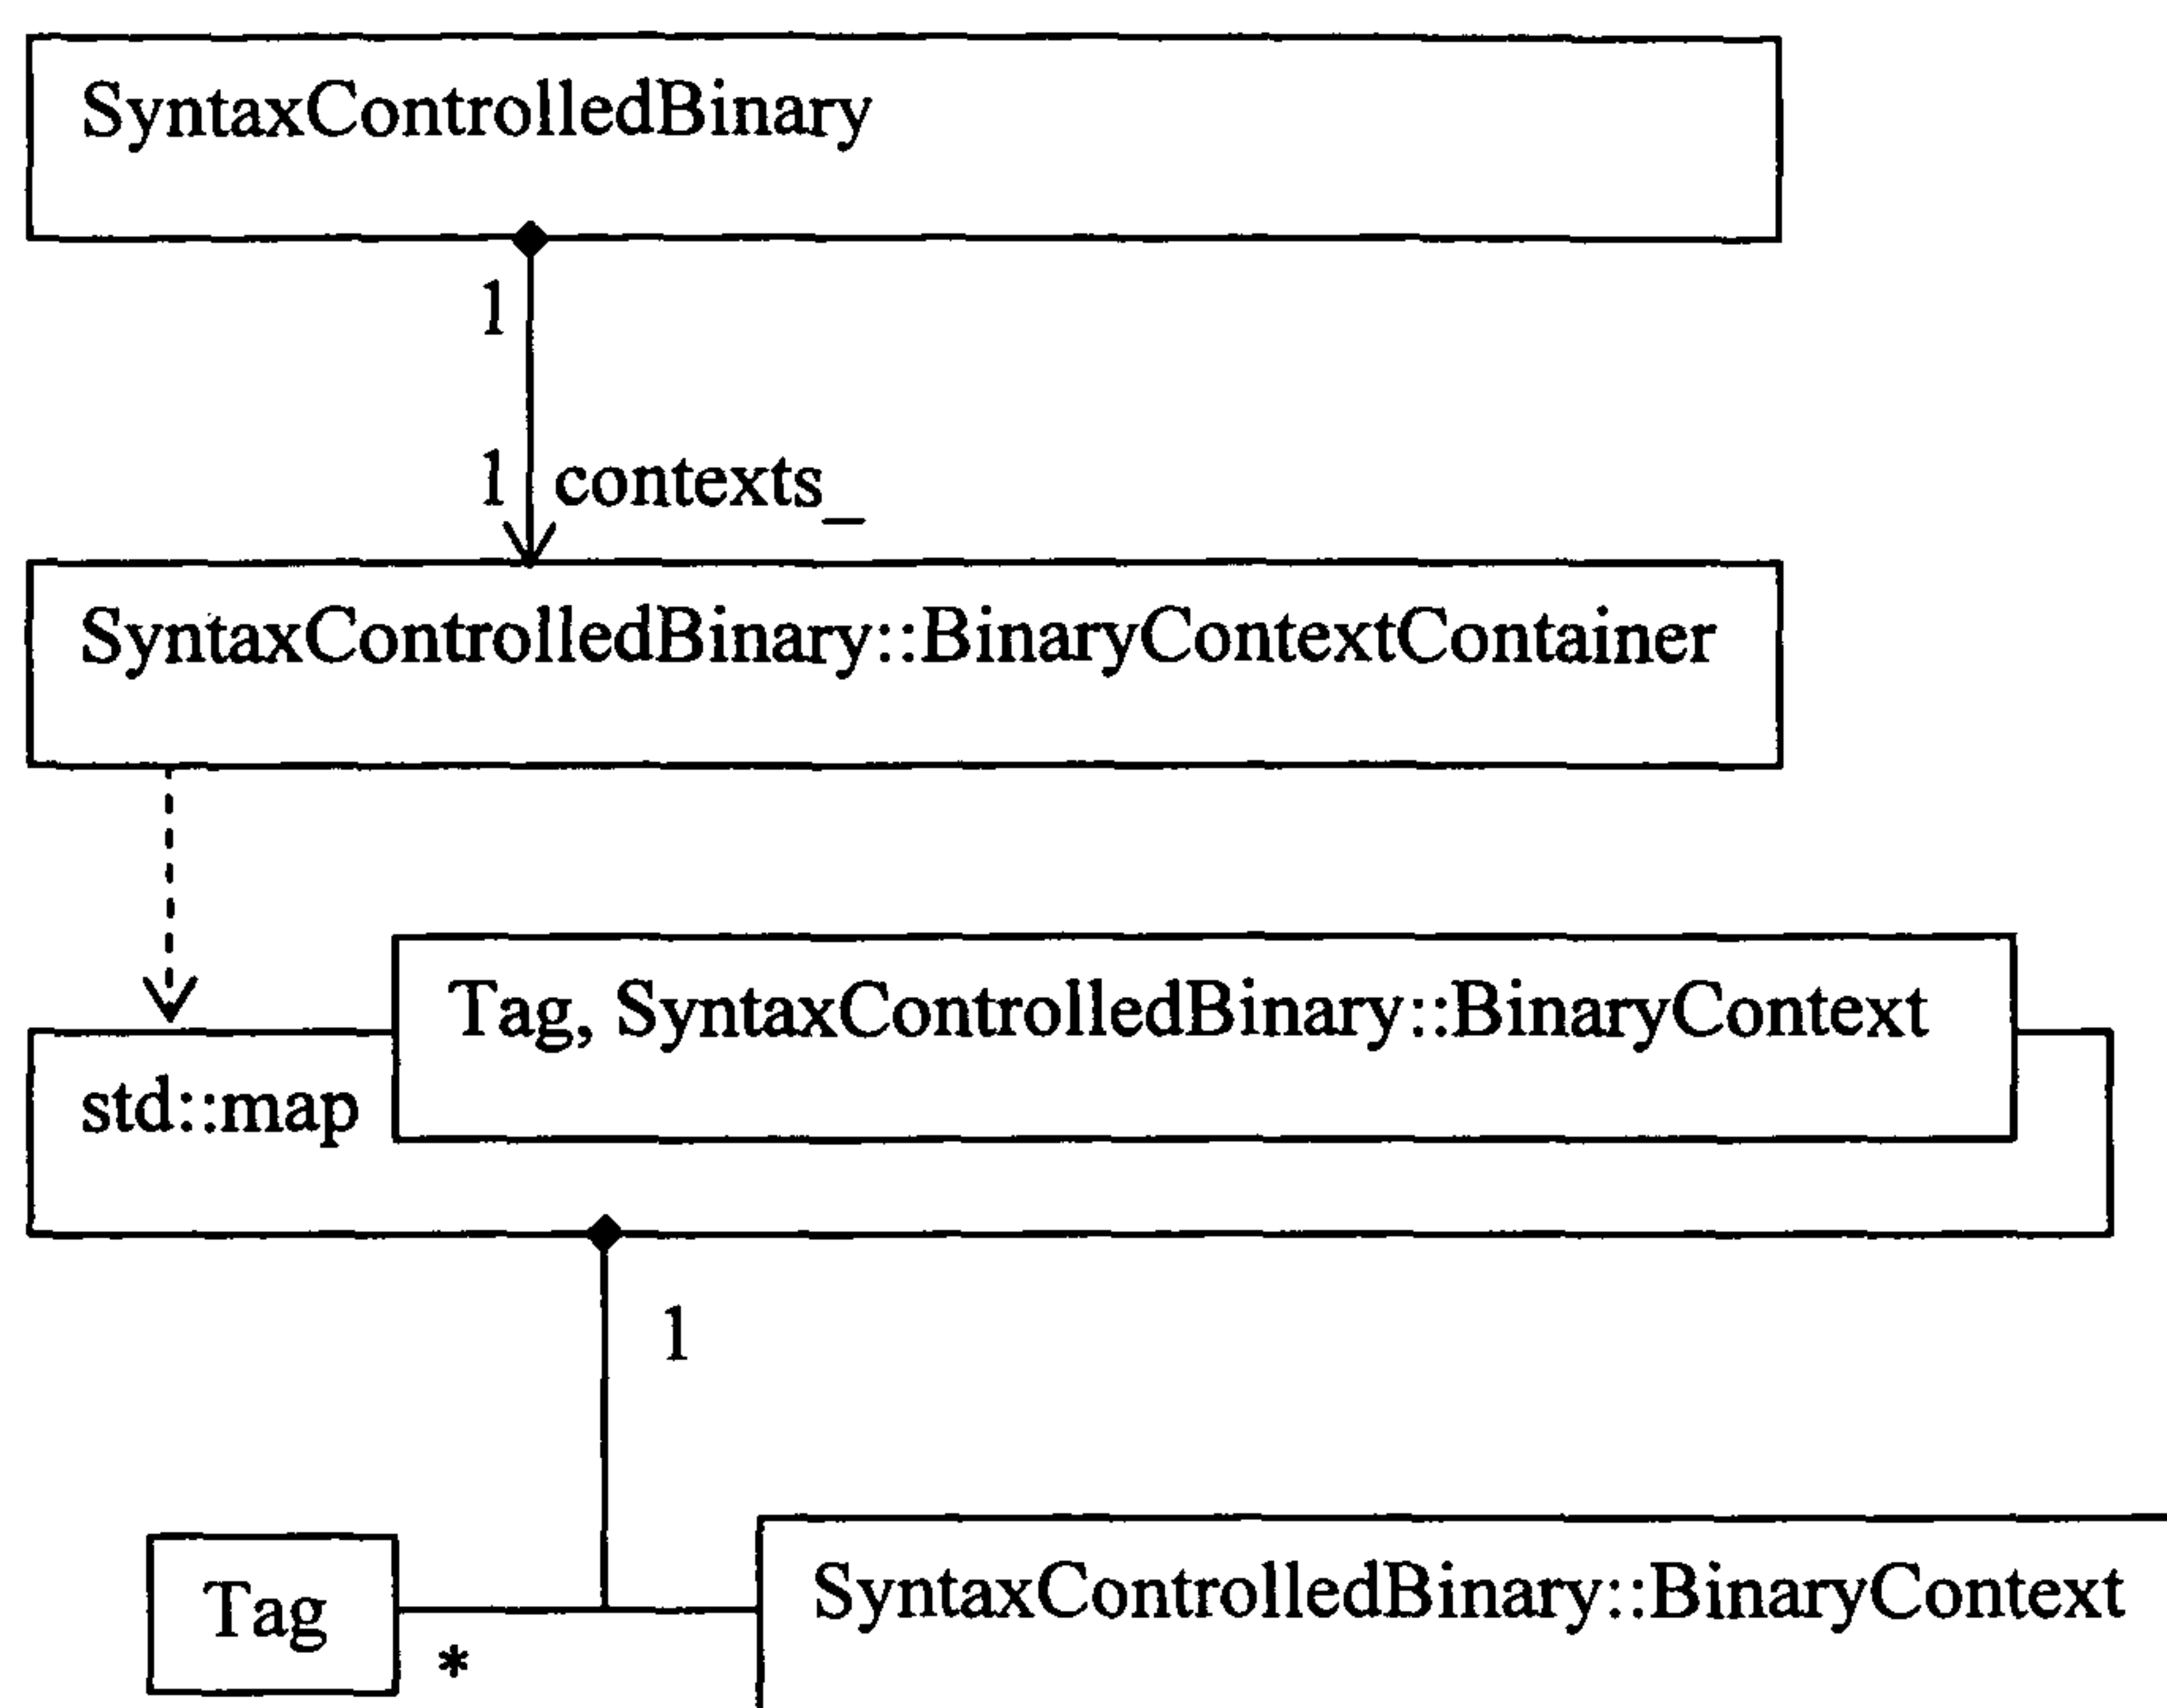 SyntaxControlledBinary
1
1 contexts_
SyntaxControlledBinary::BinaryContextContainer
Tag, SyntaxControlledBinary::BinaryContext
std::map
1
SyntaxControlledBinary::BinaryContext
Tag
*